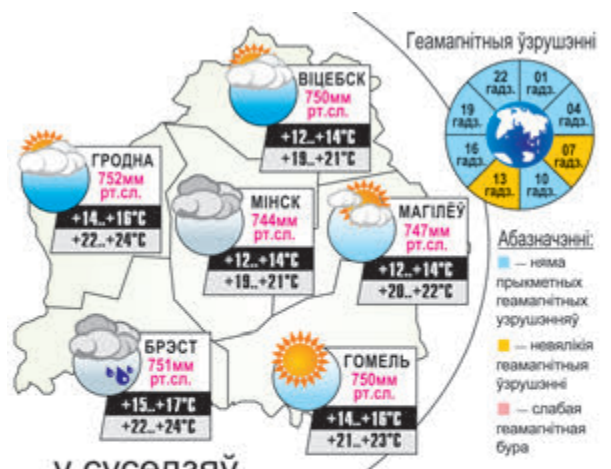 Геамагнітныя ўзрушэнні
22 гадз.
01 гадз.
04 гадз.
07 гадз.
10 гадз.
13 гадз.
16 гадз.
19 гадз.
ВІЦЕБСК
750мм
рт.сл.
+12..+14°C
+19..+21°C
ГРОДНА
752мм
рт.сл.
+14..+16°C
+22..+24°C
МІНСК
744мм
рт.сл.
+12..+14°C
+19..+21°C
МАГІЛЁЎ
747мм
рт.сл.
+12..+14°C
+20..+22°C
БРЭСТ
751мм
рт.сл.
+15..+17°C
+22..+24°C
ГОМЕЛЬ
750мм
рт.сл.
+14..+16°C
+21..+23°C
Абазначэнні:
— няма
прыкметных
геамагнітных
узрушэнняў
— невялікія
геамагнітныя
ўзрушэнні
— слабая
геамагнітная
бура
у суседзяў